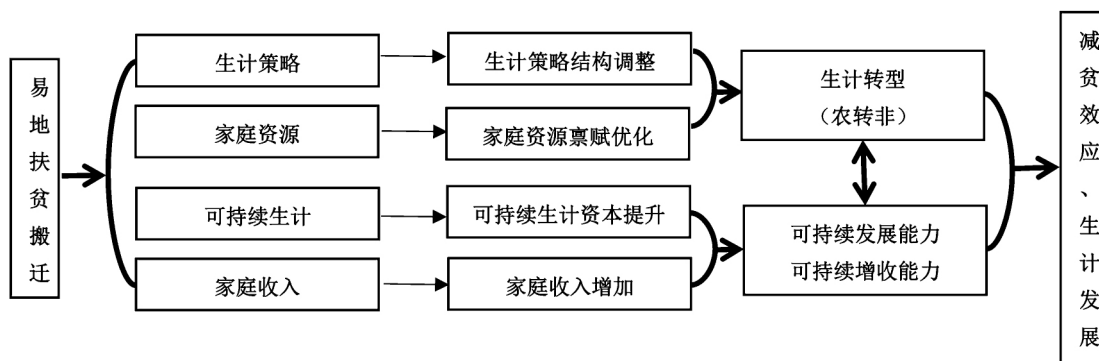 易地扶贫搬迁
生计策略
生计策略结构调整
家庭资源
家庭资源禀赋优化
可持续生计
可持续生计资本提升
家庭收入
家庭收入增加
生计转型
（农转非）
可持续发展能力
可持续增收能力
减贫效应、生计发展